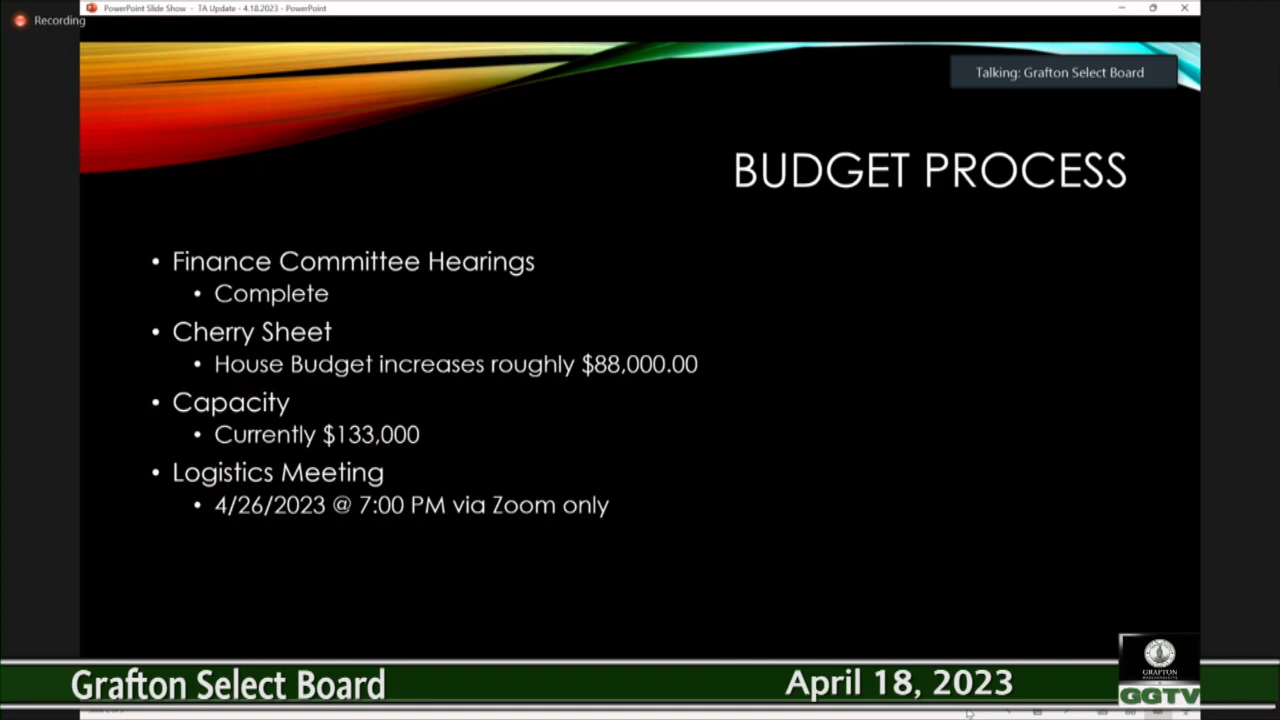 PowerPoint Slide Show - TA Update - 4.18.2023 - PowerPoint
Recording
Talking: Grafton Select Board
BUDGET PROCESS
• Finance Committee Hearings
• Complete
• Cherry Sheet
• House Budget increases roughly $88,000.00
• Capacity
• Currently $133,000
• Logistics Meeting
• 4/26/2023 @ 7:00 PM via Zoom only
Grafton Select Board
April 18, 2023
GRAFTON
GGTV